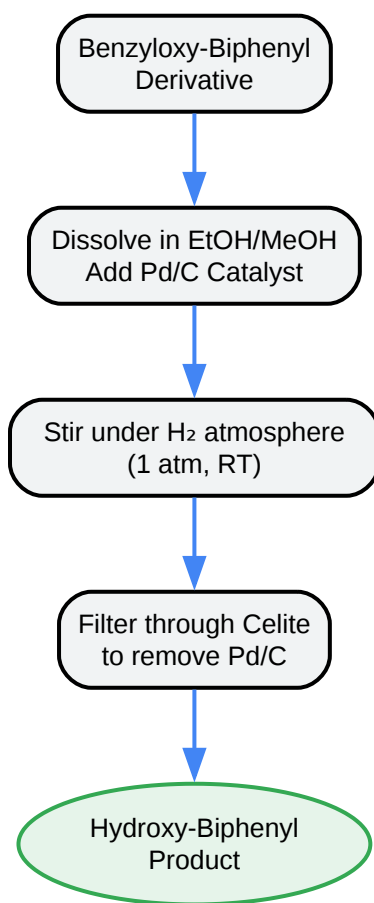 Benzyloxy-Biphenyl
Derivative
Dissolve in EtOH/MeOH
Add Pd/C Catalyst
Stir under H₂ atmosphere
(1 atm, RT)
Filter through Celite
to remove Pd/C
Hydroxy-Biphenyl
Product